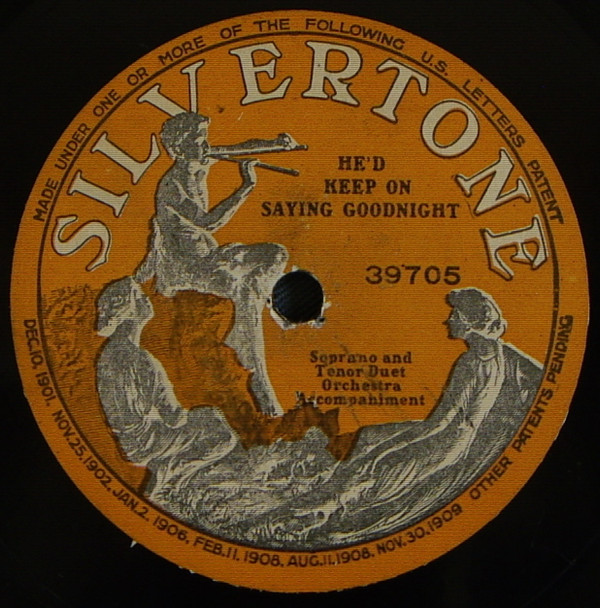 MADE UNDER ONE OR MORE OF THE FOLLOWING U.S. LETTERS PATENT
SILVERTONE
HE'D
KEEP ON
SAYING GOODNIGHT
39705
Soprano and
Tenor Duet
Orchestra
Accompahiment
DEC.10, 1901. NOV.25, 1902. JAN.2, 1906, FEB.11, 1908, AUG.11.1908. NOV.30.1909 OTHER PATENTS PENDING